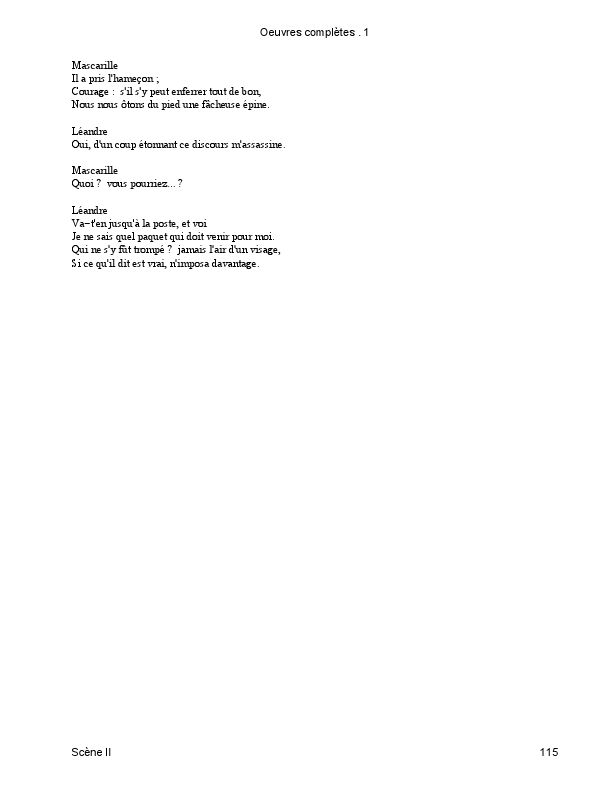 Oeuvres complètes . 1
Mascarille
Il a pris l'hameçon ;
Courage :  s'il s'y peut enferrer tout de bon,
Nous nous ôtons du pied une fâcheuse épine.
Léandre
Oui, d'un coup étonnant ce discours m'assassine.
Mascarille
Quoi ?  vous pourriez... ?
Léandre
Va−t'en jusqu'à la poste, et voi
Je ne sais quel paquet qui doit venir pour moi.
Qui ne s'y fût trompé ?  jamais l'air d'un visage,
Si ce qu'il dit est vrai, n'imposa davantage.
Scène II
115